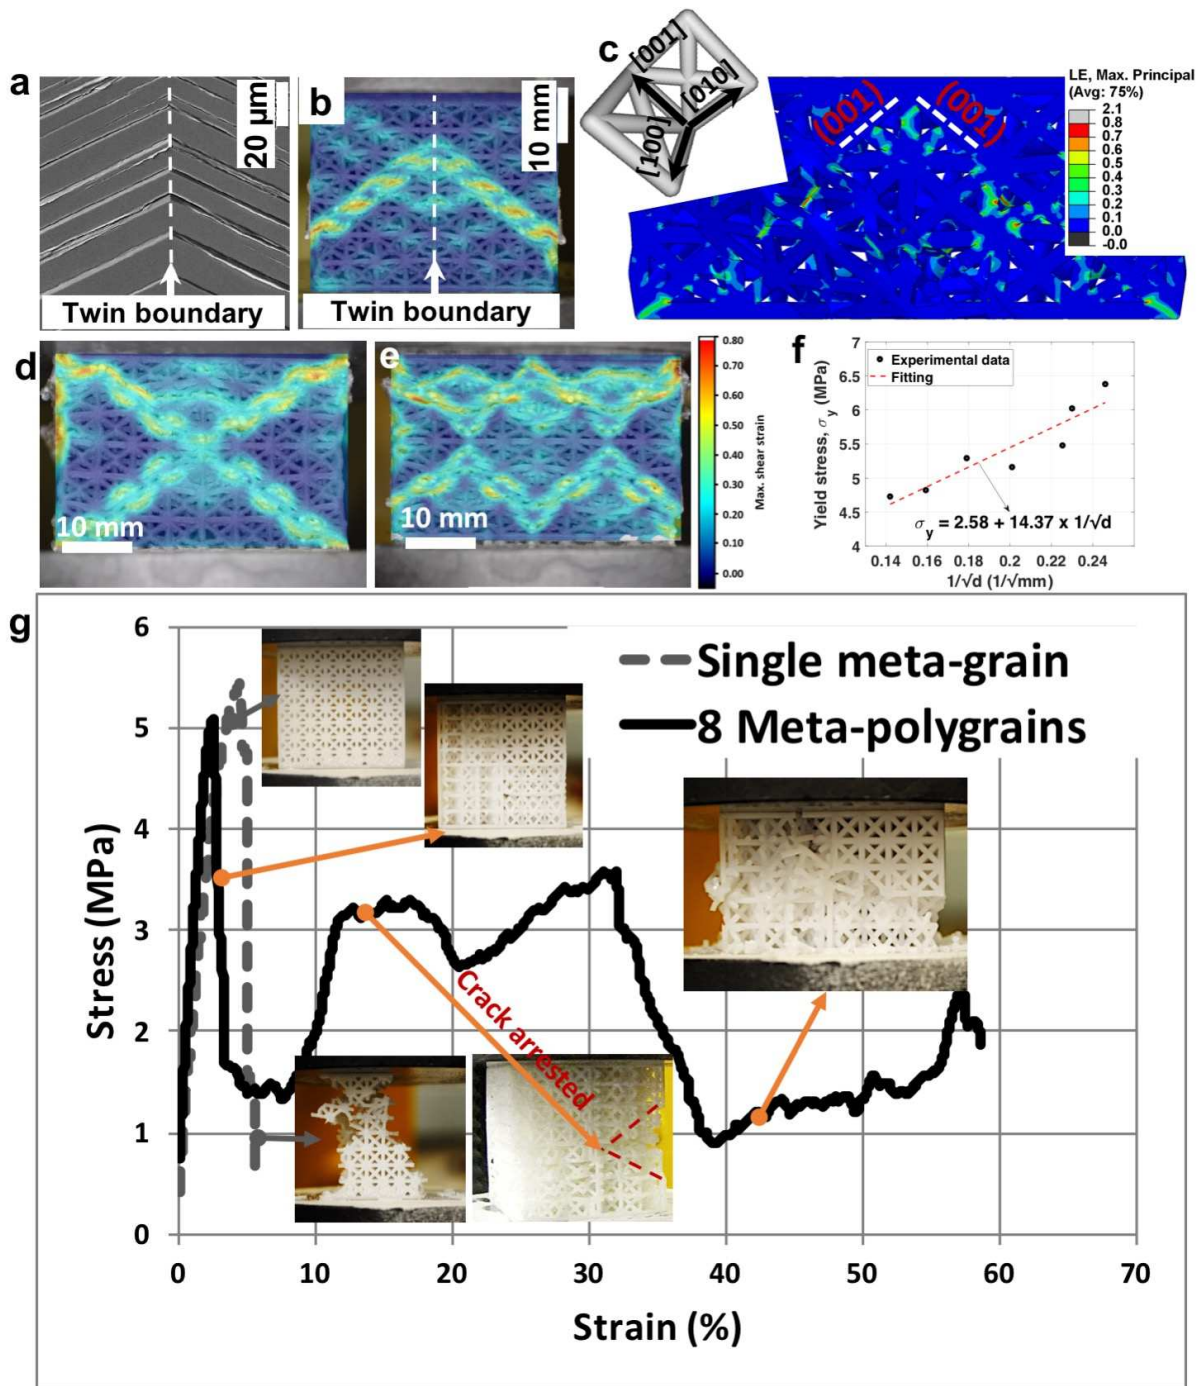 a
20 μm
Twin boundary
b
10 mm
Twin boundary
c
[001]
[010]
[100]
(001)
(001)
LE, Max. Principal
(Avg: 75%)
2.1
0.8
0.7
0.6
0.5
0.4
0.3
0.2
0.1
0.0
-0.0
d
10 mm
e
10 mm
0.80
0.70
0.60
0.50
0.40
0.30
0.20
0.10
0.00
Max. shear strain
f
7
6.5
6
5.5
5
4.5
4
Yield stress, σy (MPa)
Experimental data
Fitting
σy = 2.58 + 14.37 x 1/√d
0.14 0.16 0.18 0.2 0.22 0.24
1/√d (1/√mm)
g
6
5
4
3
2
1
0
Stress (MPa)
Single meta-grain
8 Meta-polygrains
Crack arrested
0 10 20 30 40 50 60 70
Strain (%)